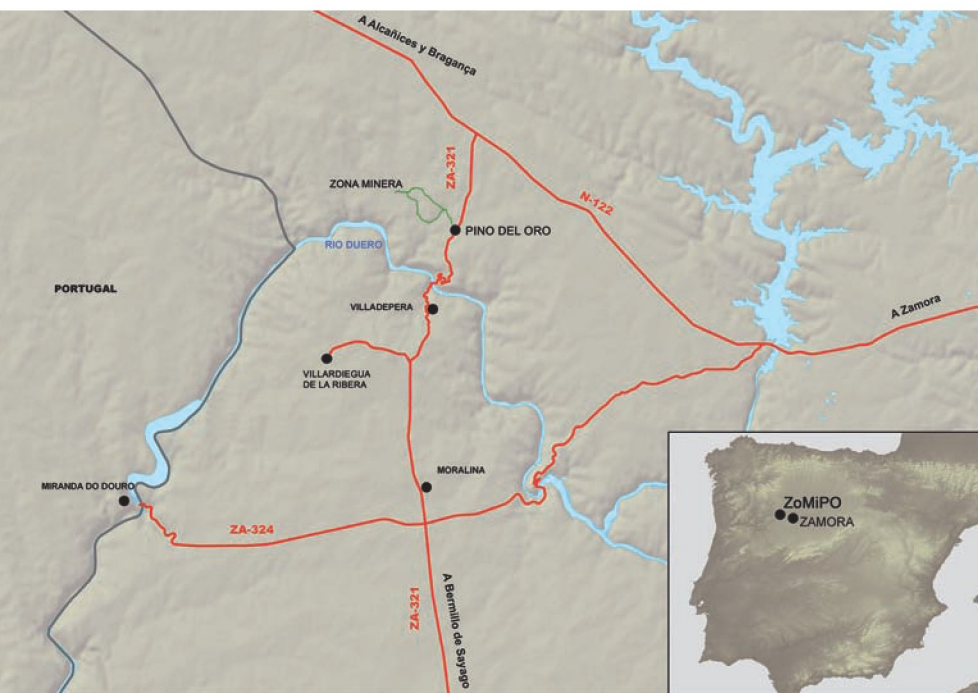 A Alcañices y Bragança
ZA-321
ZONA MINERA
N-122
PINO DEL ORO
RIO DUERO
PORTUGAL
VILLADEPERA
A Zamora
VILLARDIEGUA
DE LA RIBERA
MORALINA
MIRANDA DO DOURO
ZoMiPO
ZAMORA
ZA-324
ZA-321
A Bermillo de Sayago